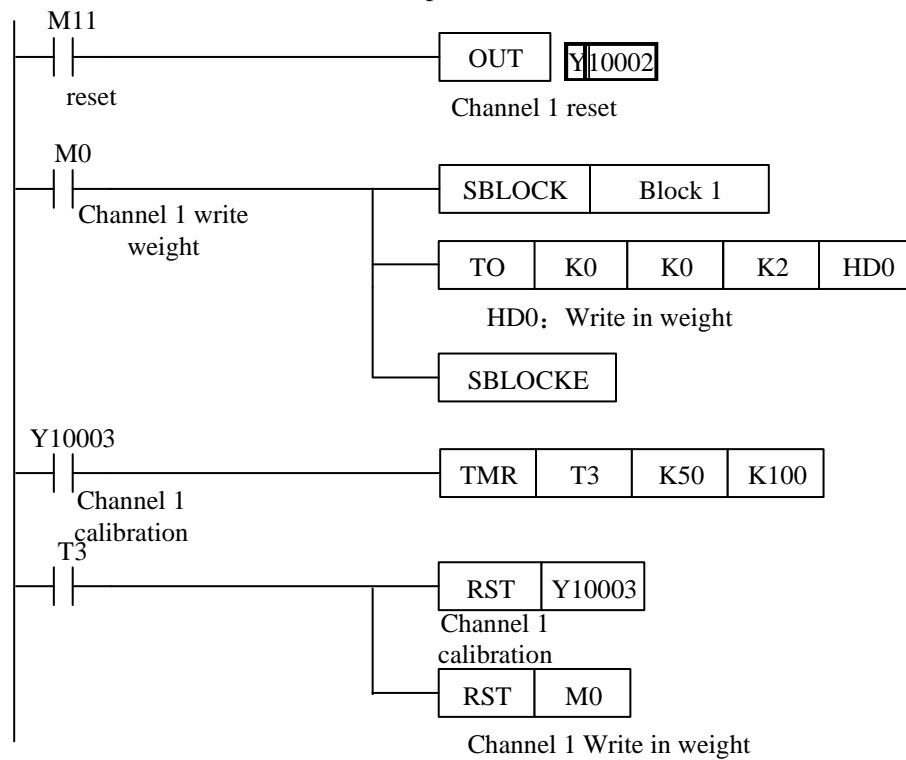 M11
OUT Y10002
reset
Channel 1 reset
M0
SBLOCK Block 1
Channel 1 write
weight
TO K0 K0 K2 HD0
HD0：Write in weight
SBLOCKE
Y10003
TMR T3 K50 K100
Channel 1
calibration
T3
RST Y10003
Channel 1
calibration
RST M0
Channel 1 Write in weight